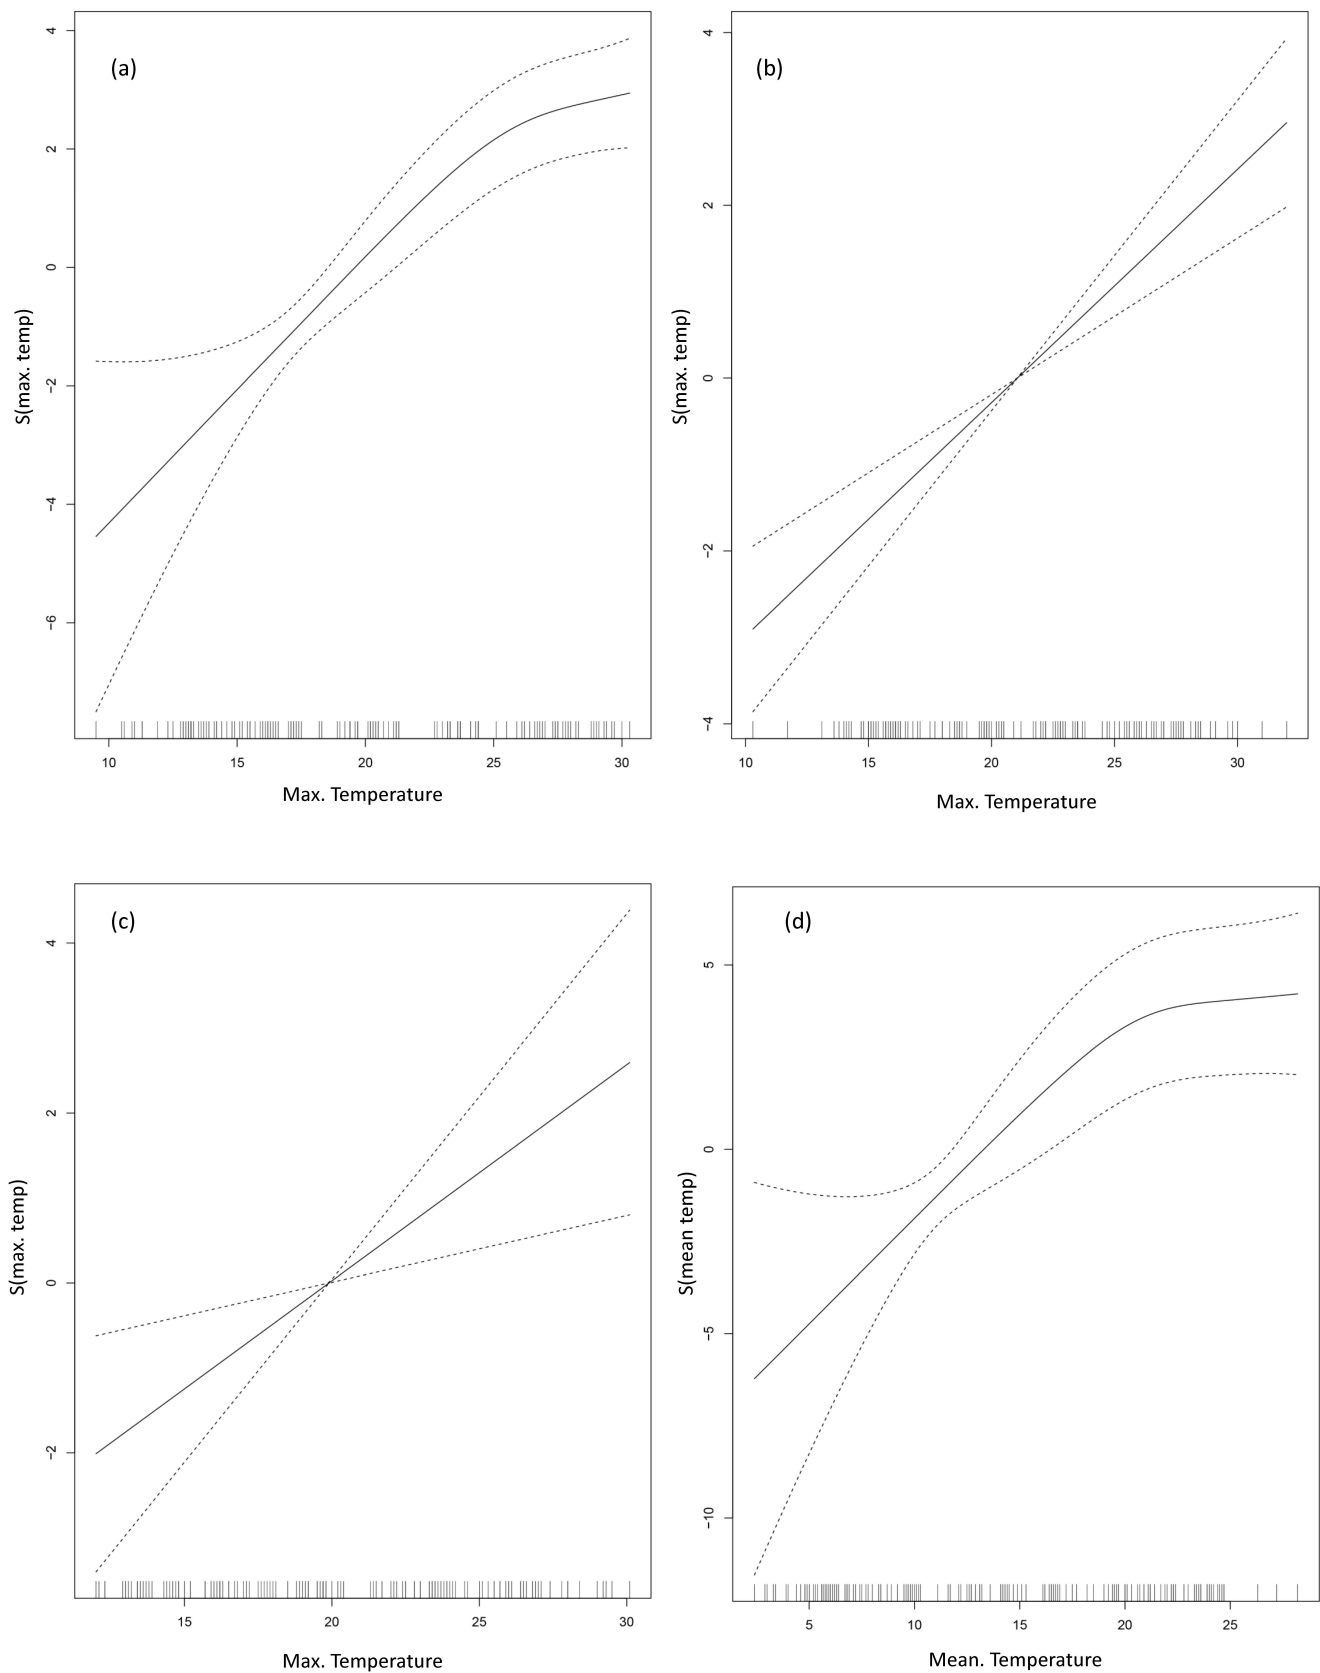 (a)
4
2
0
−2
−4
−6
S(max. temp)
10 15 20 25 30
Max. Temperature
(b)
4
2
0
−2
−4
S(max. temp)
10 15 20 25 30
Max. Temperature
(c)
4
2
0
−2
S(max. temp)
15 20 25 30
Max. Temperature
(d)
5
0
−5
−10
S(mean temp)
5 10 15 20 25
Mean. Temperature